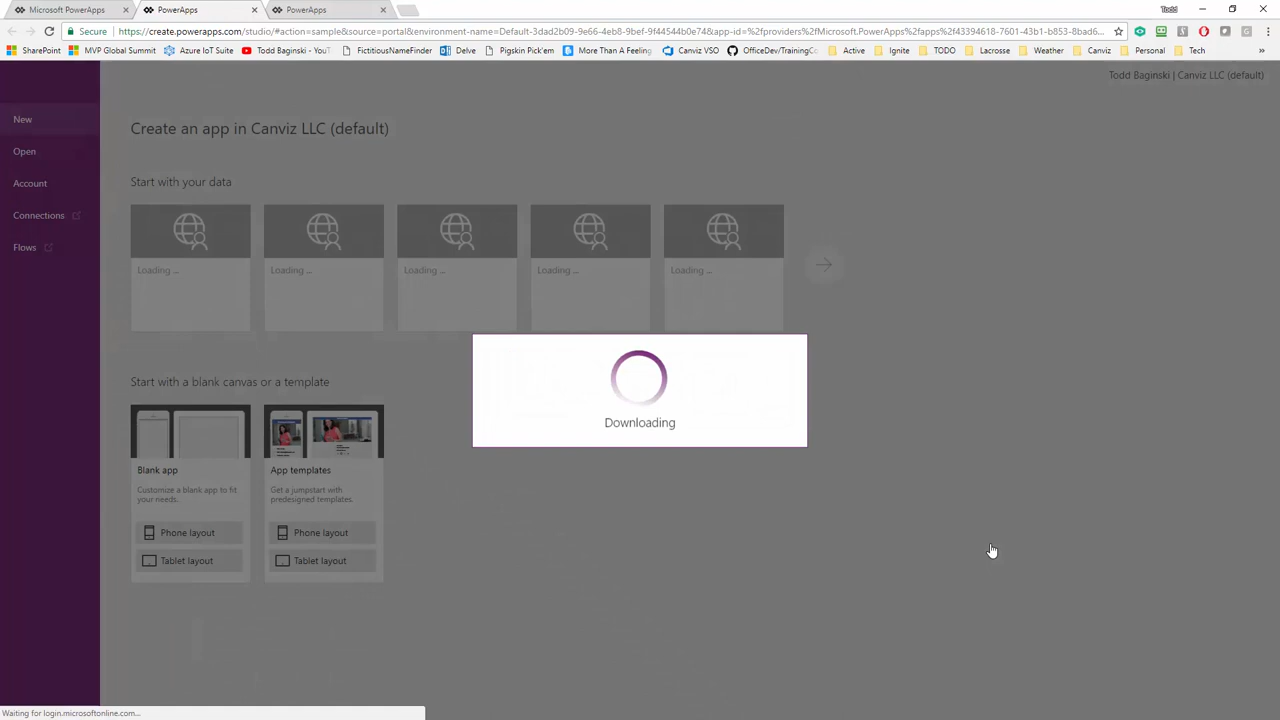 Microsoft PowerApps
PowerApps
PowerApps
Todd
Secure
https://create.powerapps.com/studio/#action=sample&source=portal&environment-name=Default-3dad2b09-9e66-4eb8-9bef-9f44544b0e74&app-id=%2fproviders%2fMicrosoft.PowerApps%2fapps%2f43394618-7601-43b1-b853-8bad6...
SharePoint
MVP Global Summit
Azure IoT Suite
Todd Baginski - YouT
FictitiousNameFinder
Delve
Pigskin Pick'em
More Than A Feeling
Canviz VSO
OfficeDev/TrainingCo
Active
Ignite
TODO
Lacrosse
Weather
Canviz
Personal
Tech
Todd Baginski | Canviz LLC (default)
New
Open
Account
Connections
Flows
Create an app in Canviz LLC (default)
Start with your data
Loading ...
Loading ...
Loading ...
Loading ...
Loading ...
Downloading
Start with a blank canvas or a template
Blank app
Customize a blank app to fit
your needs.
Phone layout
Tablet layout
App templates
Get a jumpstart with
predesigned templates.
Phone layout
Tablet layout
Waiting for login.microsoftonline.com...